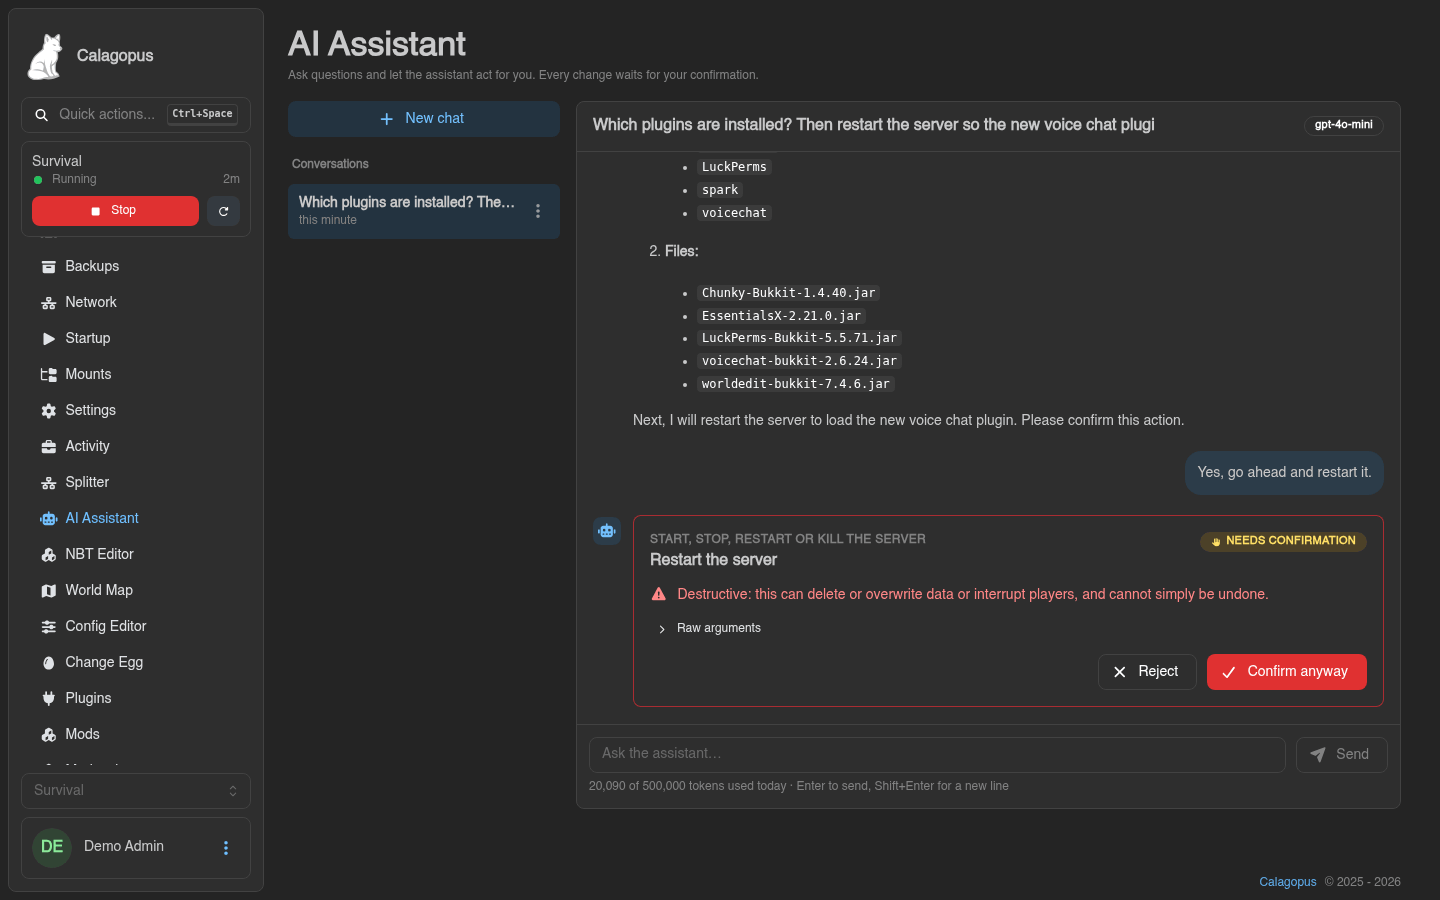 Calagopus
Quick actions... Ctrl+Space
Survival
Running 2m
Stop
Backups
Network
Startup
Mounts
Settings
Activity
Splitter
AI Assistant
NBT Editor
World Map
Config Editor
Change Egg
Plugins
Mods
Survival
DE Demo Admin
AI Assistant
Ask questions and let the assistant act for you. Every change waits for your confirmation.
New chat
Conversations
Which plugins are installed? The...
this minute
Which plugins are installed? Then restart the server so the new voice chat plugi gpt-4o-mini
LuckPerms
spark
voicechat
2. Files:
Chunky-Bukkit-1.4.40.jar
EssentialsX-2.21.0.jar
LuckPerms-Bukkit-5.5.71.jar
voicechat-bukkit-2.6.24.jar
worldedit-bukkit-7.4.6.jar
Next, I will restart the server to load the new voice chat plugin. Please confirm this action.
Yes, go ahead and restart it.
START, STOP, RESTART OR KILL THE SERVER NEEDS CONFIRMATION
Restart the server
Destructive: this can delete or overwrite data or interrupt players, and cannot simply be undone.
Raw arguments
Reject Confirm anyway
Ask the assistant... Send
20,090 of 500,000 tokens used today · Enter to send, Shift+Enter for a new line
Calagopus © 2025 - 2026